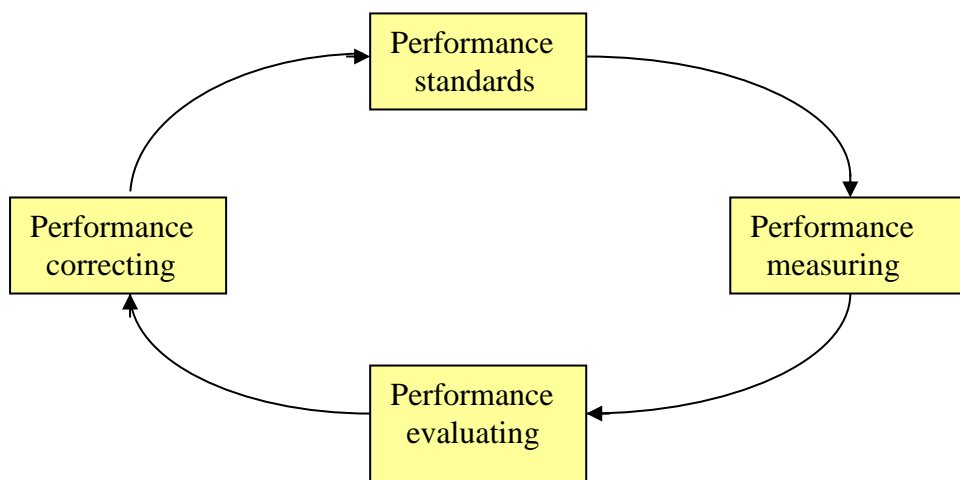 Performance
standards
Performance
correcting
Performance
measuring
Performance
evaluating